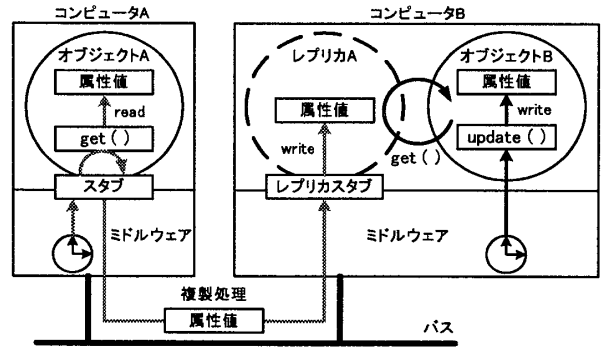 コンピュータA
コンピュータB
オブジェクトA
属性値
read
get ( )
スタブ
ミドルウェア
レプリカA
属性値
write
レプリカスタブ
get ( )
オブジェクトB
属性値
write
update ( )
ミドルウェア
複製処理
属性値
バス